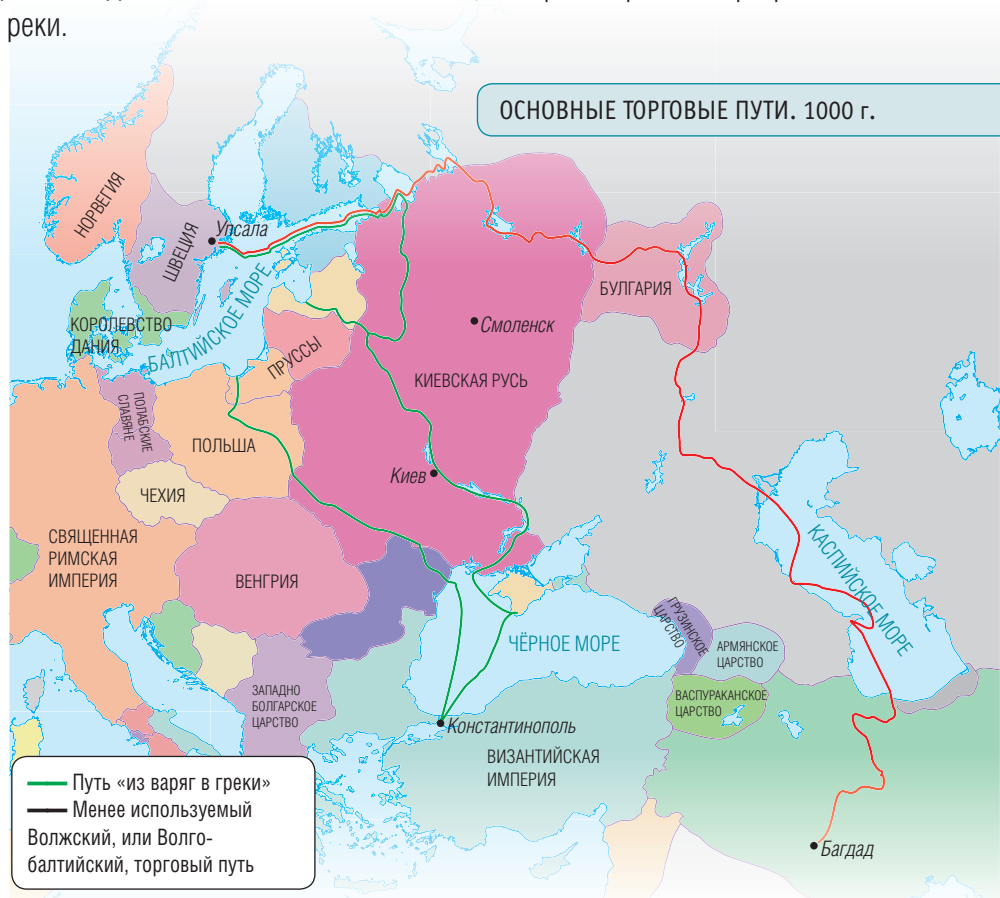 реки.
ОСНОВНЫЕ ТОРГОВЫЕ ПУТИ. 1000 г.
НОРВЕГИЯ
ШВЕЦИЯ
Упсала
КОРОЛЕВСТВО
ДАНИЯ
БАЛТИЙСКОЕ МОРЕ
БУЛГАРИЯ
Смоленск
ПРУССЫ
КИЕВСКАЯ РУСЬ
ПОЛАБСКИЕ
СЛАВЯНЕ
ПОЛЬША
Киев
ЧЕХИЯ
СВЯЩЕННАЯ
РИМСКАЯ
ИМПЕРИЯ
ВЕНГРИЯ
КАСПИЙСКОЕ МОРЕ
ЧЁРНОЕ МОРЕ
ГРУЗИНСКОЕ
ЦАРСТВО
АРМЯНСКОЕ
ЦАРСТВО
ЗАПАДНО
БОЛГАРСКОЕ
ЦАРСТВО
ВАСПУРАКАНСКОЕ
ЦАРСТВО
Константинополь
ВИЗАНТИЙСКАЯ
ИМПЕРИЯ
Багдад
Путь «из варяг в греки»
Менее используемый
Волжский, или Волго-
балтийский, торговый путь